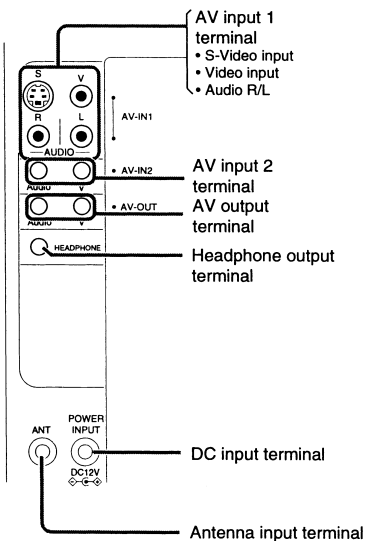 AV input 1
terminal
• S-Video input
• Video input
• Audio R/L
S V
R L
AUDIO
• AV-IN1
AV input 2
terminal
• AV-IN2
AUDIO V
AV output
terminal
• AV-OUT
AUDIO V
HEADPHONE
Headphone output
terminal
ANT
POWER
INPUT
DC12V
DC input terminal
Antenna input terminal